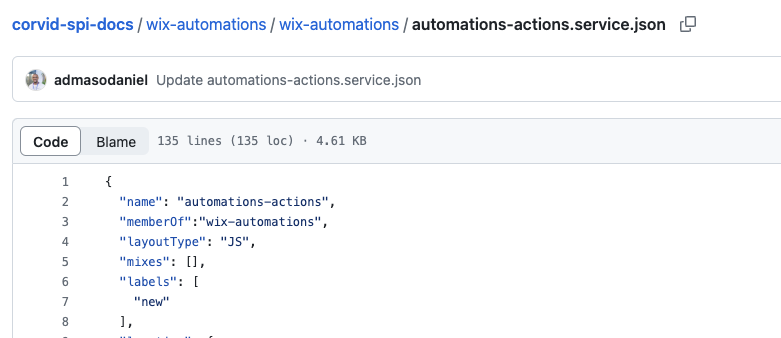 corvid-spi-docs / wix-automations / wix-automations / automations-actions.service.json
admasodaniel Update automations-actions.service.json
Code Blame 135 lines (135 loc) · 4.61 KB
1 {
2 "name": "automations-actions",
3 "memberOf":"wix-automations",
4 "layoutType": "JS",
5 "mixes": [],
6 "labels": [
7 "new"
8 ],